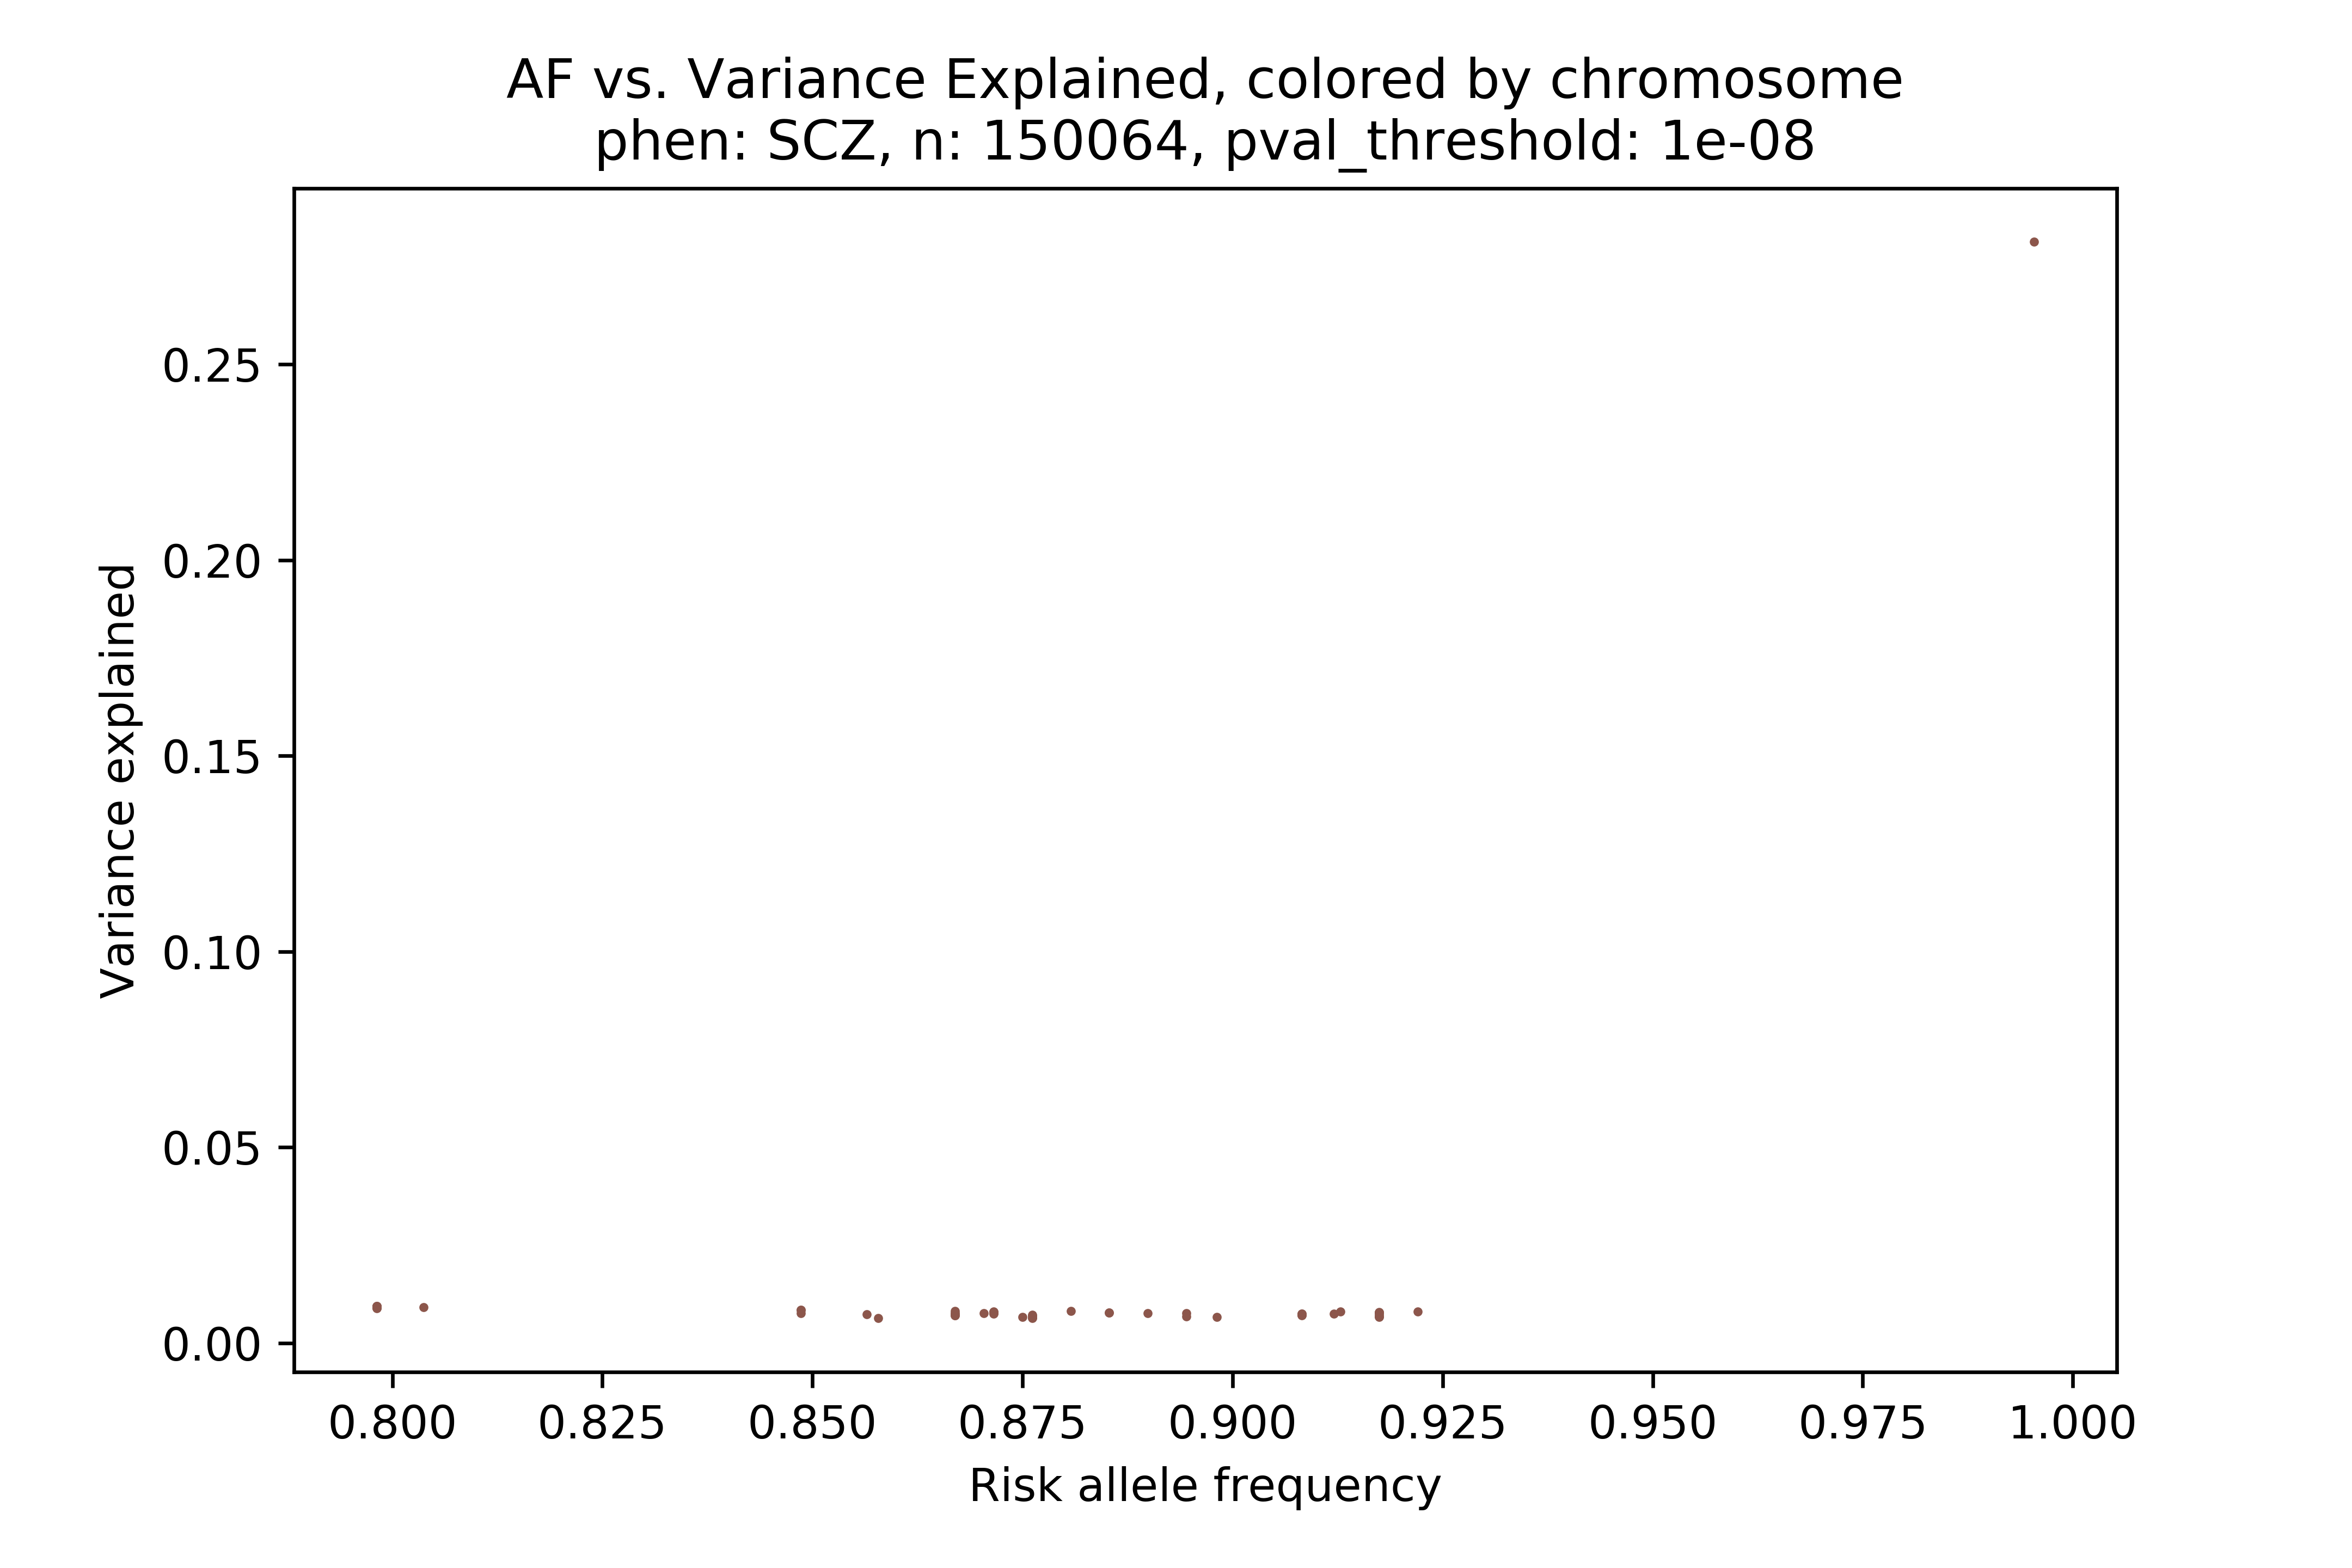 AF vs. Variance Explained, colored by chromosome
phen: SCZ, n: 150064, pval_threshold: 1e-08
Variance explained
0.25
0.20
0.15
0.10
0.05
0.00
0.800 0.825 0.850 0.875 0.900 0.925 0.950 0.975 1.000
Risk allele frequency